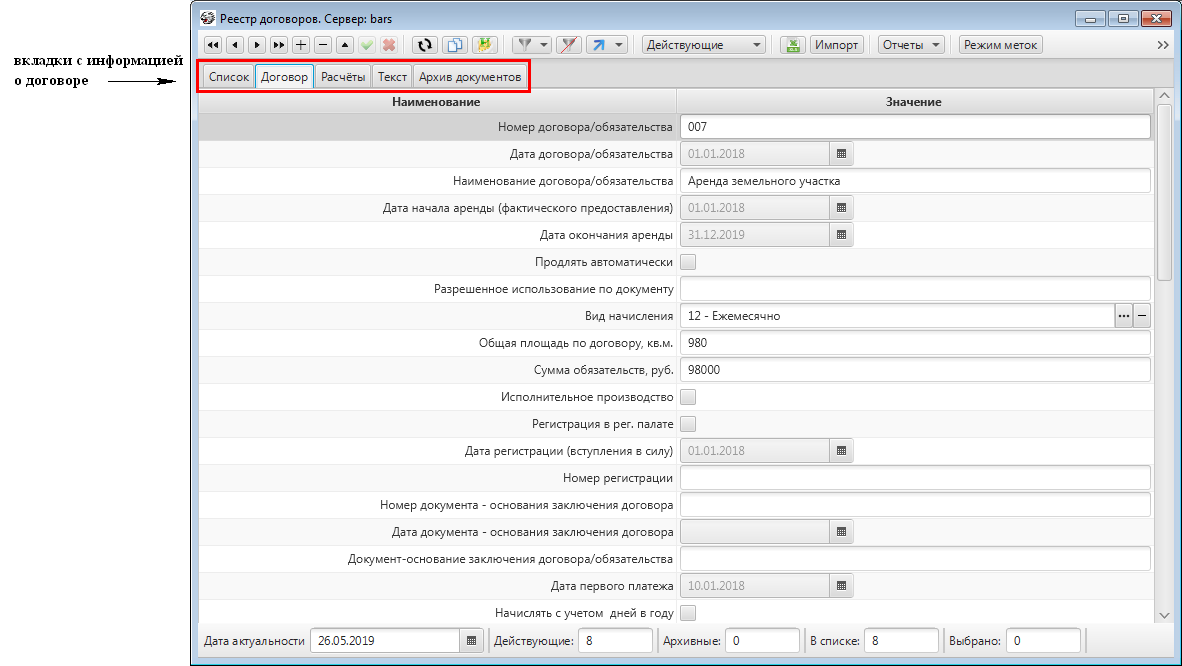 вкладки с информацией
о договоре
Реестр договоров. Сервер: bars
Действующие Импорт Отчеты Режим меток
Список Договор Расчёты Текст Архив документов
Наименование Значение
Номер договора/обязательства 007
Дата договора/обязательства 01.01.2018
Наименование договора/обязательства Аренда земельного участка
Дата начала аренды (фактического предоставления) 01.01.2018
Дата окончания аренды 31.12.2019
Продлять автоматически
Разрешенное использование по документу
Вид начисления 12 - Ежемесячно
Общая площадь по договору, кв.м. 980
Сумма обязательств, руб. 98000
Исполнительное производство
Регистрация в рег. палате
Дата регистрации (вступления в силу) 01.01.2018
Номер регистрации
Номер документа - основания заключения договора
Дата документа - основания заключения договора
Документ-основание заключения договора/обязательства
Дата первого платежа 10.01.2018
Начислять с учетом дней в году
Дата актуальности 26.05.2019 Действующие: 8 Архивные: 0 В списке: 8 Выбрано: 0